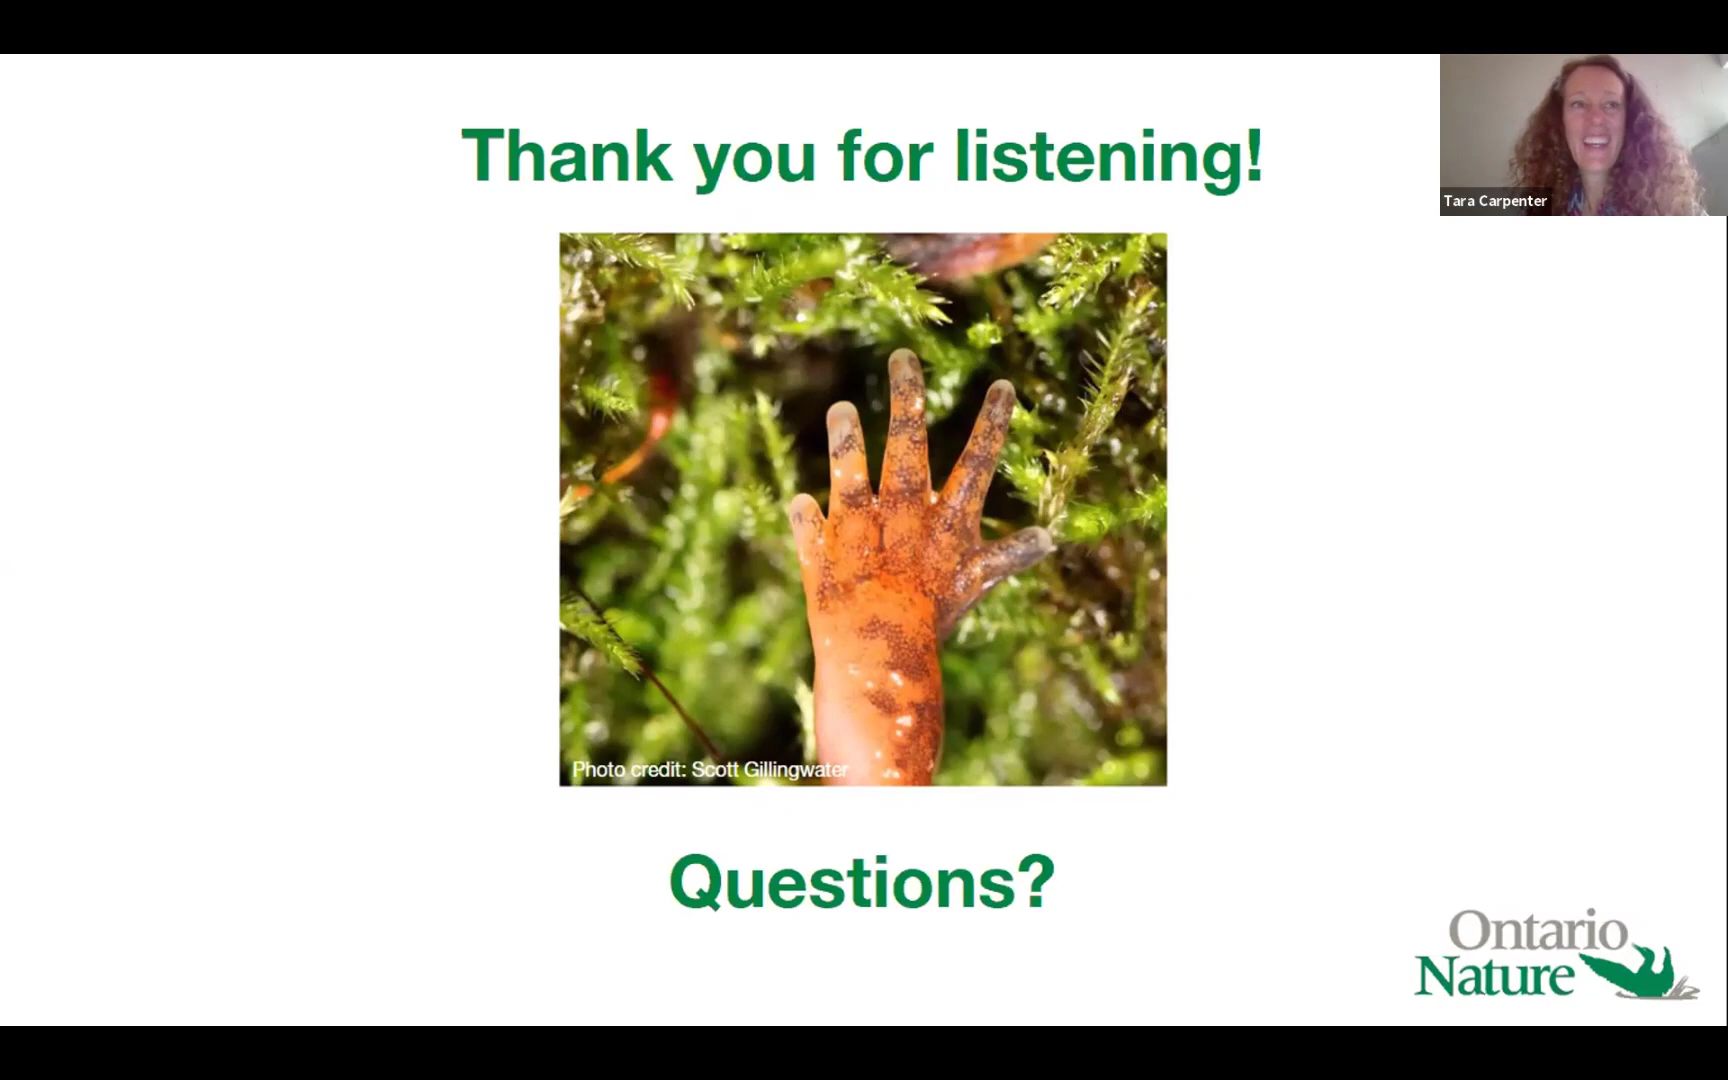 Thank you for listening!
Tara Carpenter
Photo credit: Scott Gillingwater
Questions?
Ontario
Nature